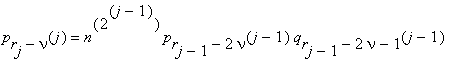 p_{r_j - ν}(j) = n^{(2^{(j-1)})} p_{r_{j-1-2ν}}(j-1) q_{r_{j-1-2ν-1}}(j-1)